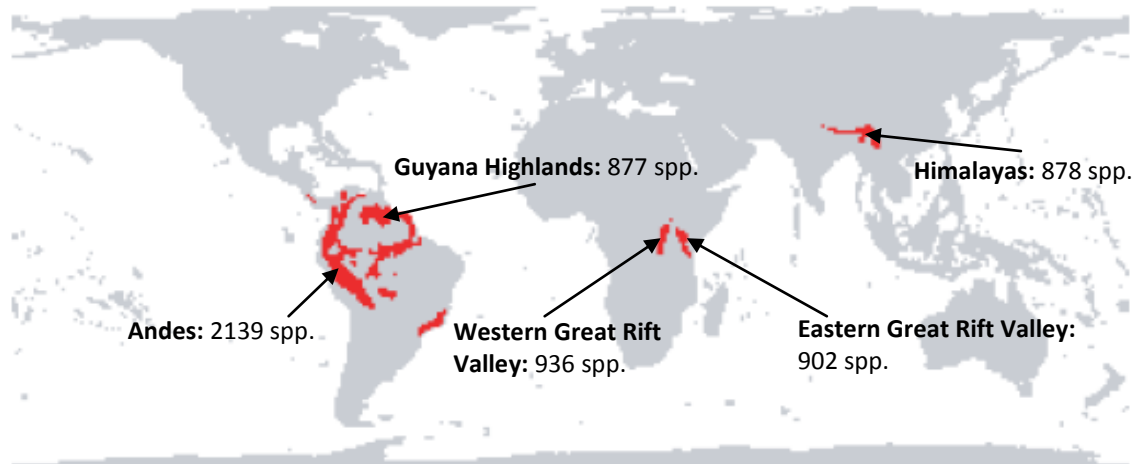 Guyana Highlands: 877 spp.
Himalayas: 878 spp.
Andes: 2139 spp.
Western Great Rift
Valley: 936 spp.
Eastern Great Rift Valley:
902 spp.